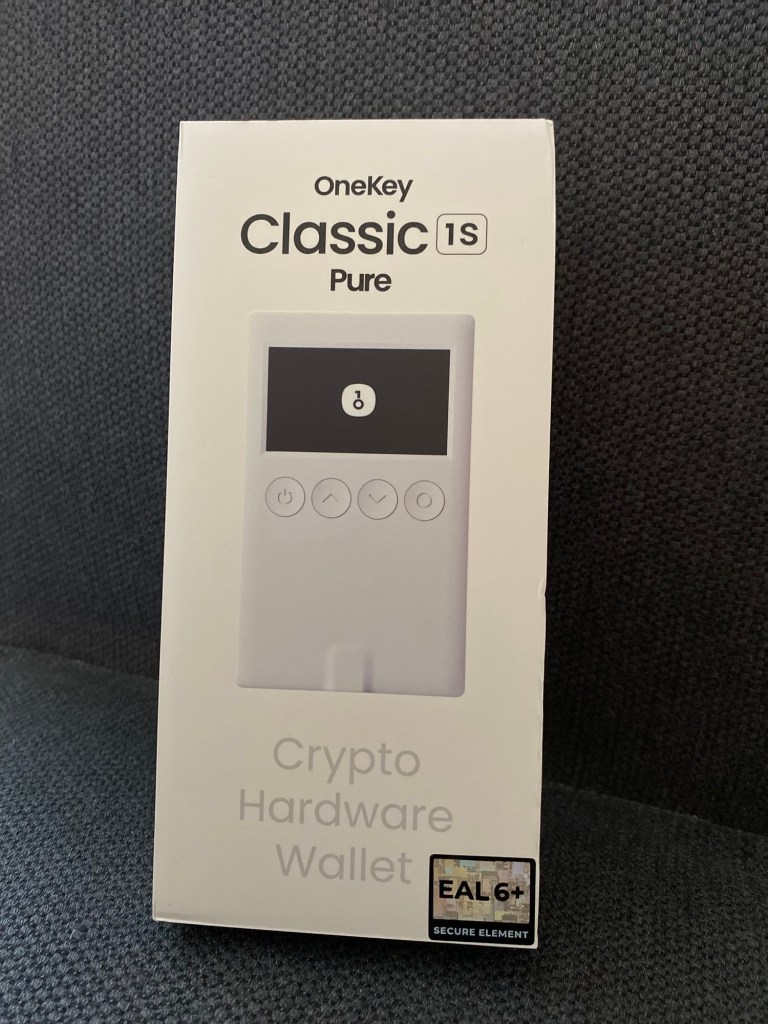 OneKey
Classic 1S
Pure
Crypto
Hardware
Wallet
EAL 6+
SECURE ELEMENT